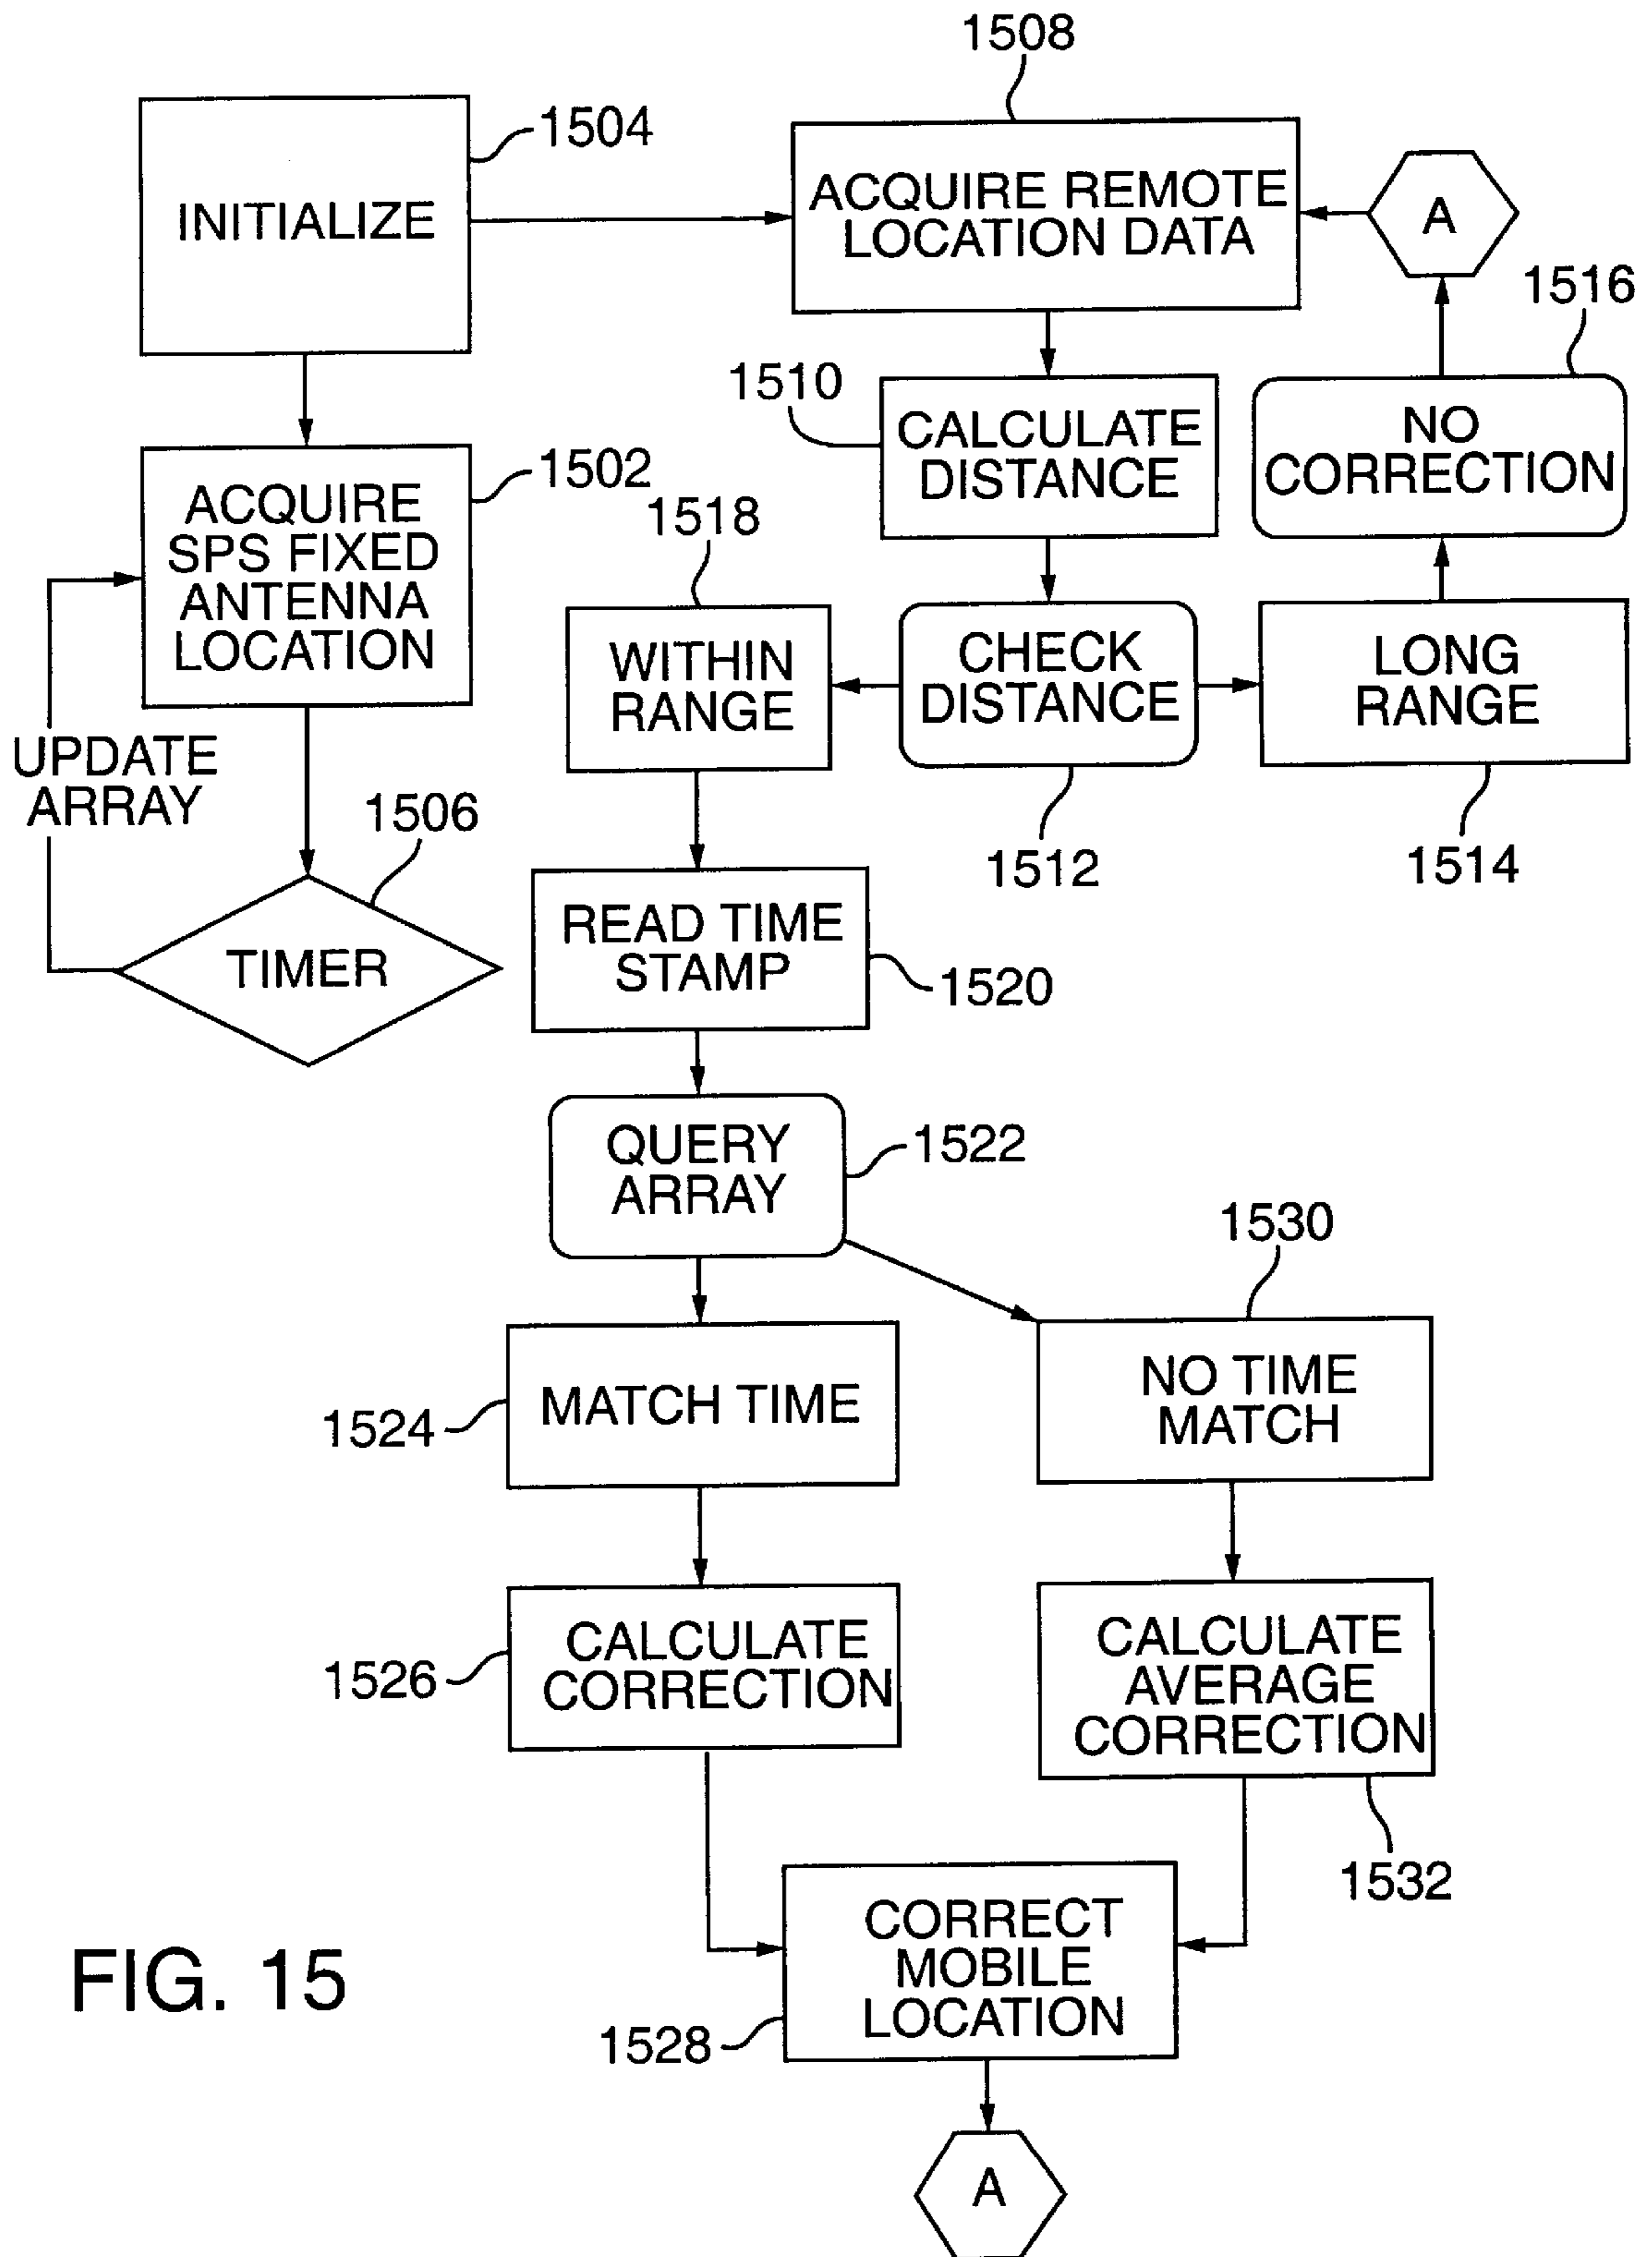 1508
1504
INITIALIZE
ACQUIRE REMOTE
LOCATION DATA
A
1516
1510
CALCULATE
DISTANCE
NO
CORRECTION
1502
ACQUIRE
SPS FIXED
ANTENNA
LOCATION
1518
WITHIN
RANGE
CHECK
DISTANCE
LONG
RANGE
UPDATE
ARRAY
1506
1512
1514
TIMER
READ TIME
STAMP
1520
QUERY
ARRAY
1522
1530
MATCH TIME
1524
NO TIME
MATCH
CALCULATE
CORRECTION
1526
CALCULATE
AVERAGE
CORRECTION
1532
CORRECT
MOBILE
LOCATION
1528
FIG. 15
A